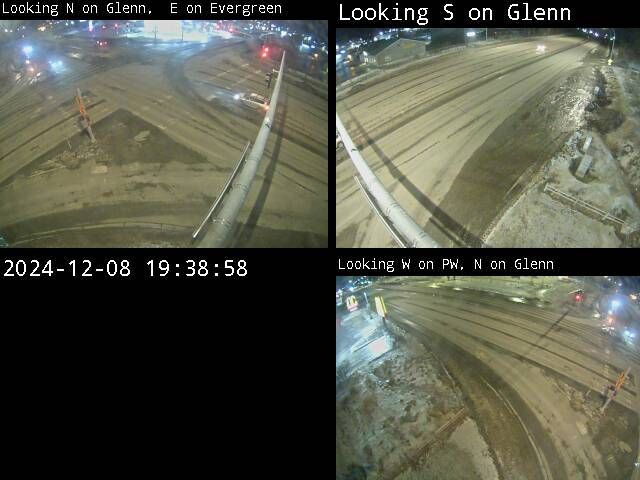 Looking N on Glenn,  E on Evergreen
Looking S on Glenn
2024-12-08 19:38:58
Looking W on PW, N on Glenn